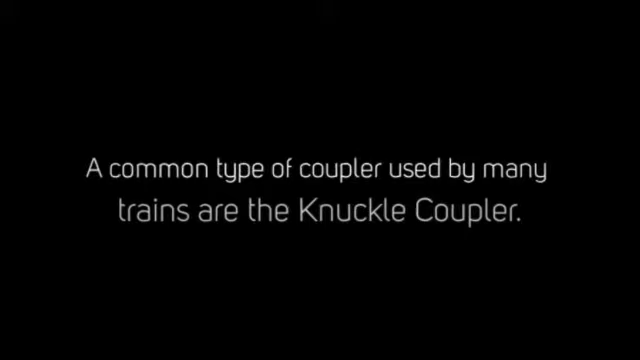 A common type of coupler used by many
trains are the Knuckle Coupler.